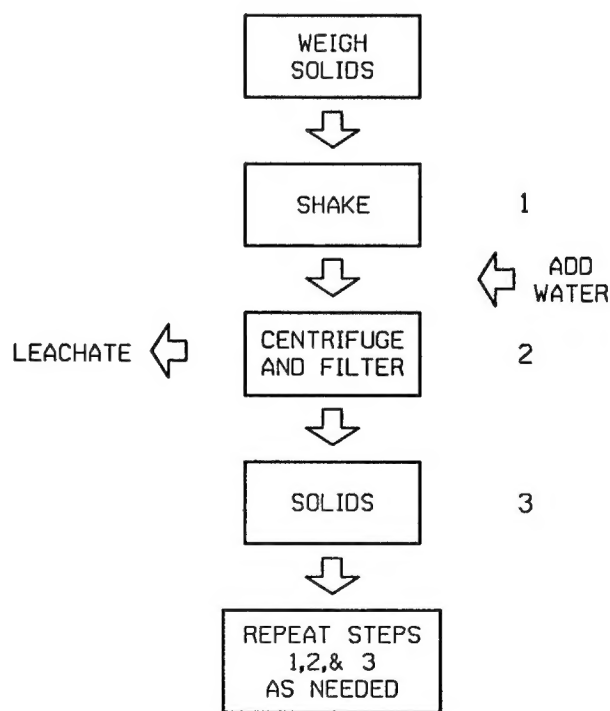 WEIGH
SOLIDS
SHAKE
1
ADD
WATER
LEACHATE
CENTRIFUGE
AND FILTER
2
SOLIDS
3
REPEAT STEPS
1,2,& 3
AS NEEDED